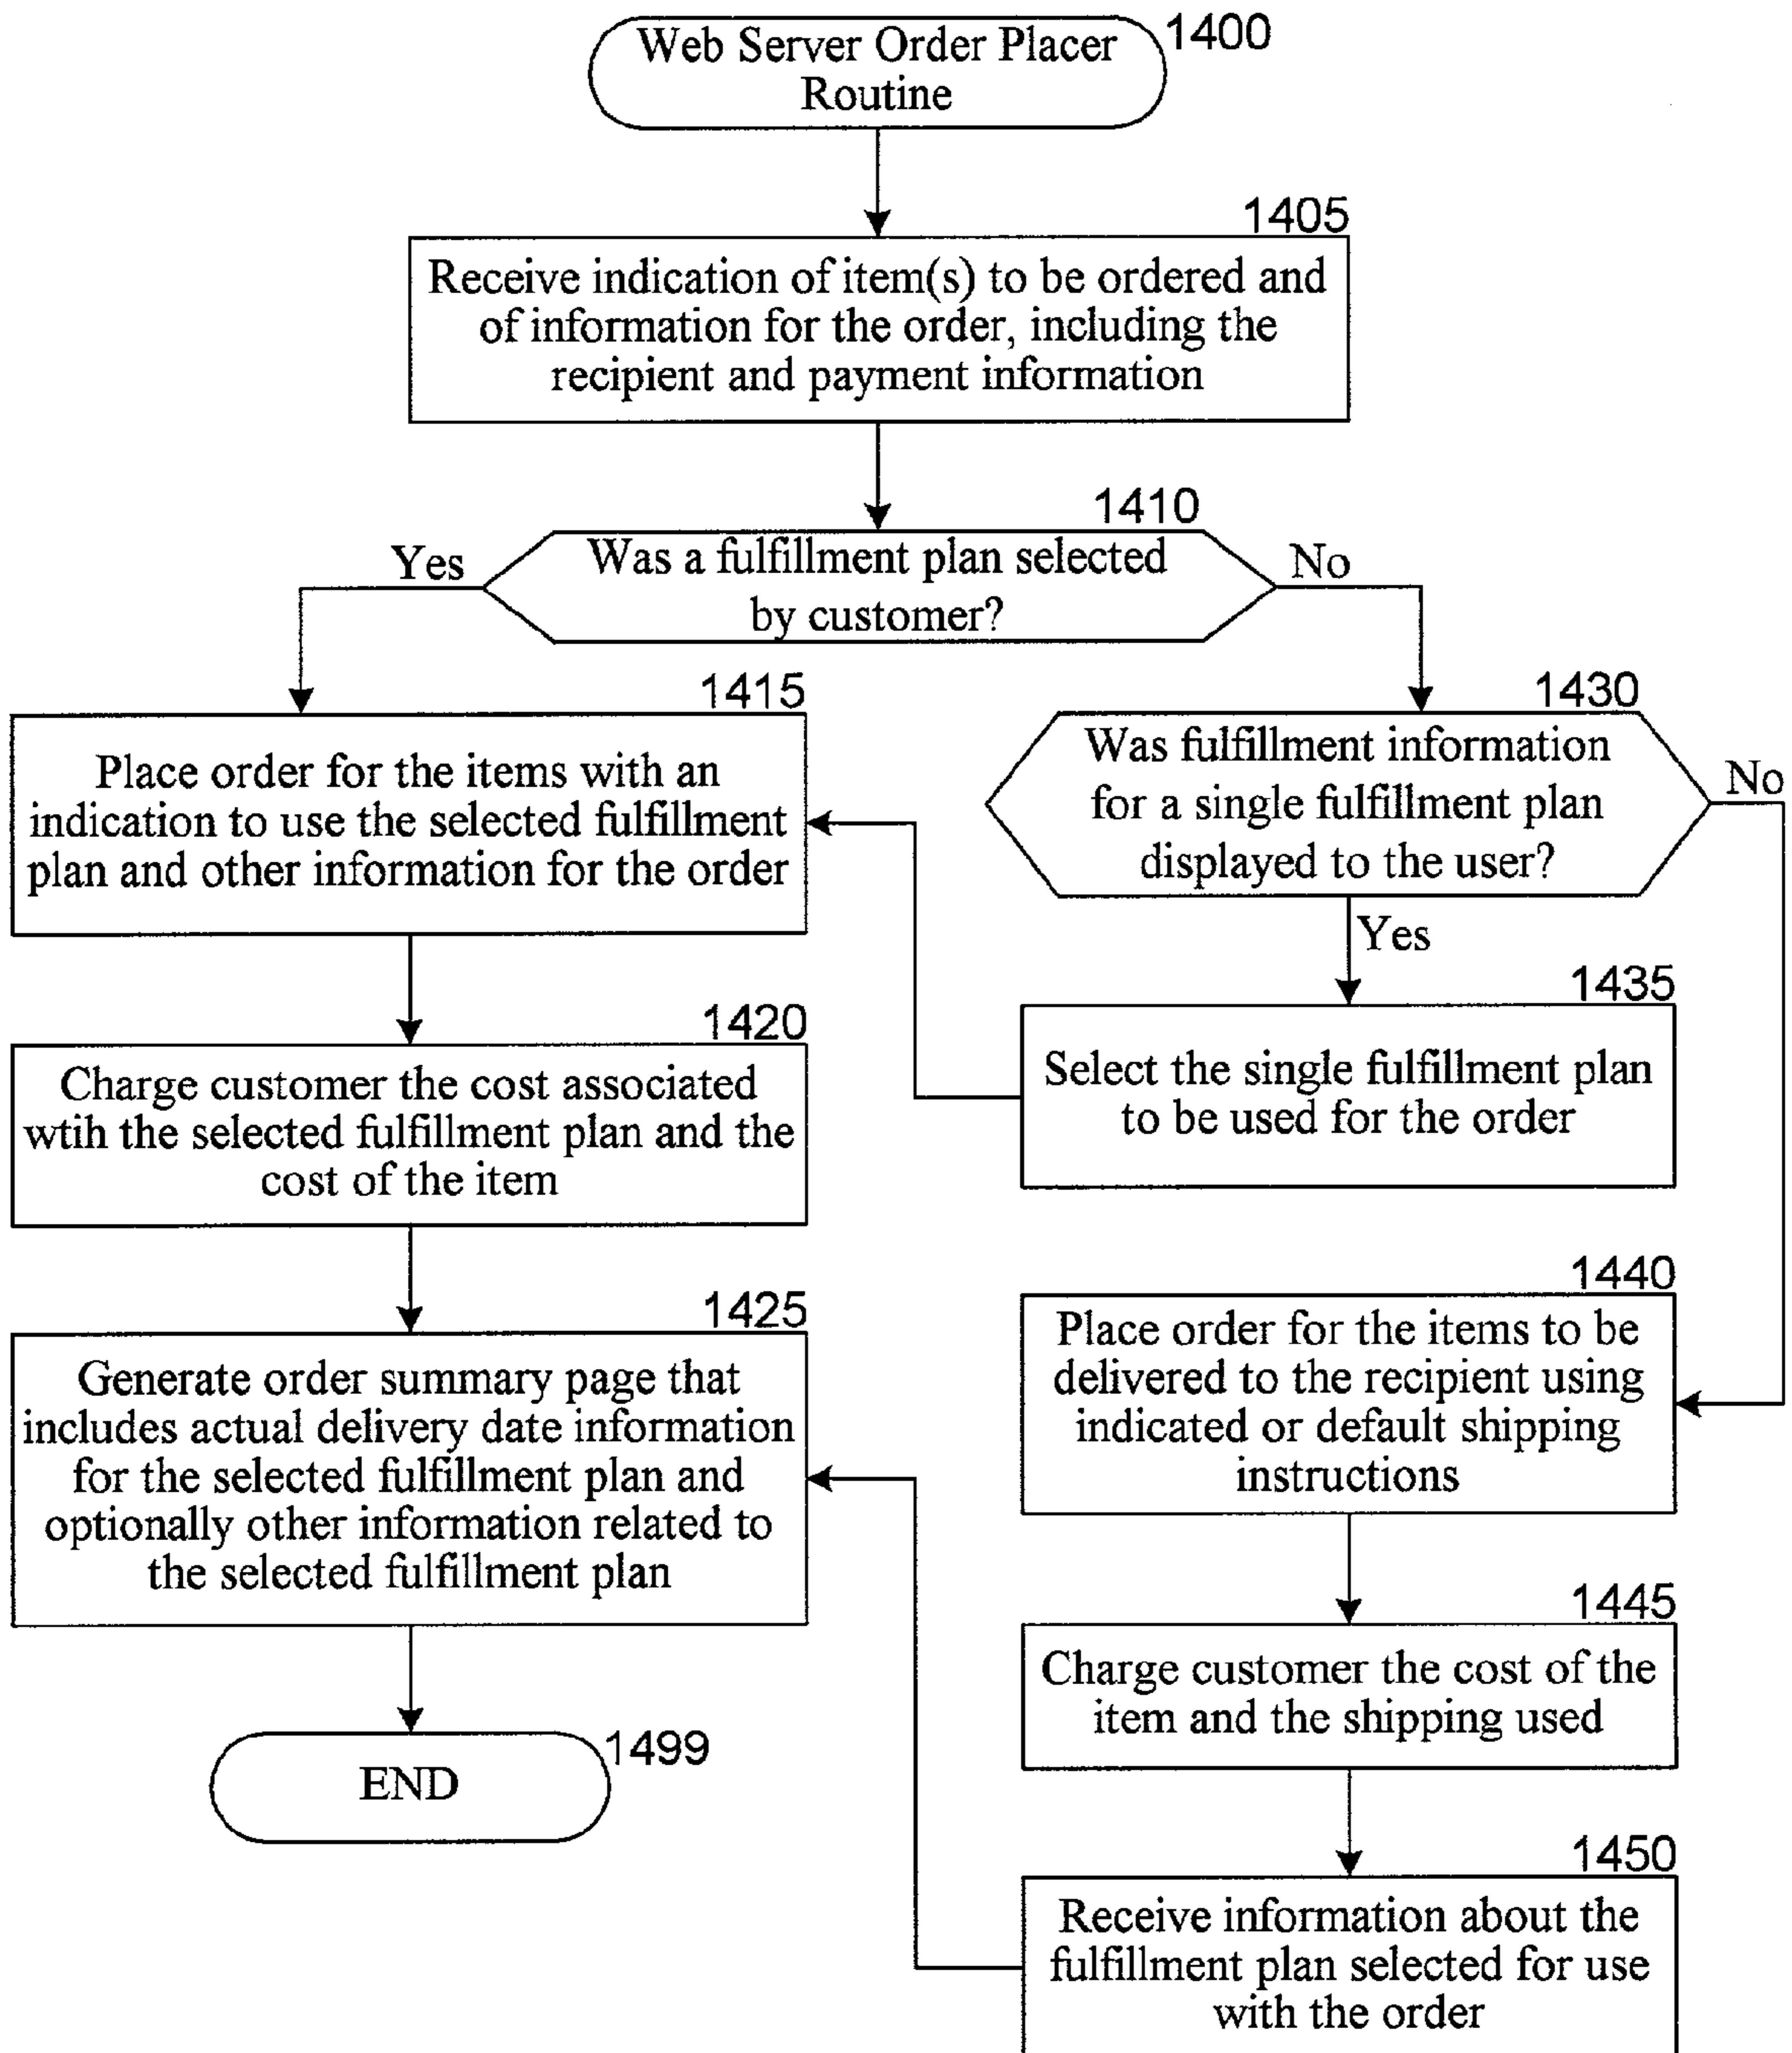 Web Server Order Placer
Routine
1400
1405
Receive indication of item(s) to be ordered and
of information for the order, including the
recipient and payment information
1410
Was a fulfillment plan selected
by customer?
Yes
No
1415
Place order for the items with an
indication to use the selected fulfillment
plan and other information for the order
1420
Charge customer the cost associated
wtih the selected fulfillment plan and the
cost of the item
1425
Generate order summary page that
includes actual delivery date information
for the selected fulfillment plan and
optionally other information related to
the selected fulfillment plan
1499
END
1430
Was fulfillment information
for a single fulfillment plan
displayed to the user?
No
Yes
1435
Select the single fulfillment plan
to be used for the order
1440
Place order for the items to be
delivered to the recipient using
indicated or default shipping
instructions
1445
Charge customer the cost of the
item and the shipping used
1450
Receive information about the
fulfillment plan selected for use
with the order